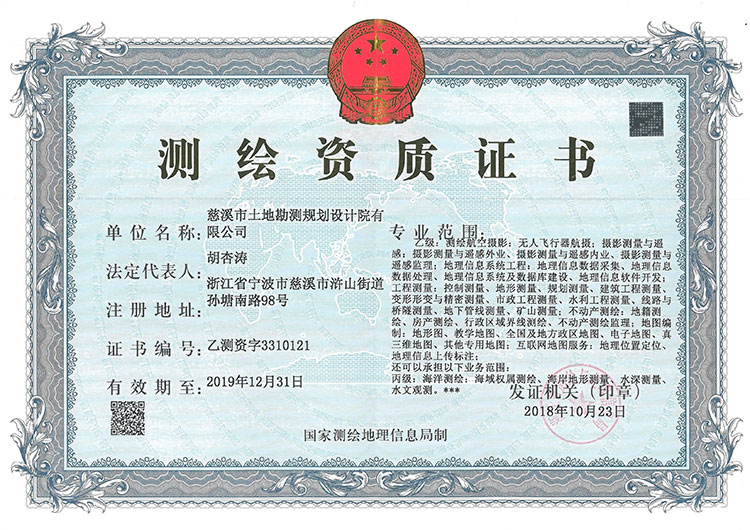 测绘资质证书
慈溪市土地勘测规划设计院有
单位名称:限公司
法定代表人:胡杏涛
浙江省宁波市慈溪市浒山街道
注册地址:孙塘南路98号
证书编号:乙测资字3310121
有效期至:2019年12月31日
专业范围:
乙级:测绘航空摄影:无人飞行器航摄;摄影测量与遥
感:摄影测量与遥感外业、摄影测量与遥感内业、摄影测量与
遥感监理;地理信息系统工程:地理信息数据采集、地理信息
数据处理、地理信息系统及数据库建设、地理信息软件开发;
工程测量:控制测量、地形测量、规划测量、建筑工程测量、
变形形变与精密测量、市政工程测量、水利工程测量、线路与
桥隧测量、地下管线测量、矿山测量;不动产测绘:地籍测
绘、房产测绘、行政区域界线测绘、不动产测绘监理;地图编
制:地形图、教学地图、全国及地方政区地图、电子地图、真
三维地图、其他专用地图;互联网地图服务:地理位置定位、
地理信息上传标注;
还可以承担以下业务范围:
丙级:海洋测绘:海域权属测绘、海岸地形测量、水深测量、
水文观测。***
发证机关(印章)
2018年10月23日
国家测绘地理信息局制